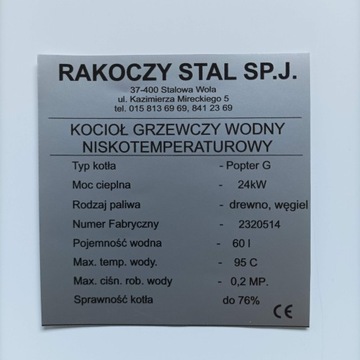 RAKOCZY STAL SP.J.
37-400 Stalowa Wola
ul. Kazimierza Mireckiego 5
tel. 015 813 69 69, 841 23 69
KOCIOŁ GRZEWCZY WODNY
NISKOTEMPERATUROWY
Typ kotła - Popter G
Moc cieplna - 24kW
Rodzaj paliwa - drewno, węgiel
Numer Fabryczny - 2320514
Pojemność wodna - 60 l
Max. temp. wody. - 95 C
Max. ciśn. rob. wody - 0,2 MP.
Sprawność kotła do 76%
CE